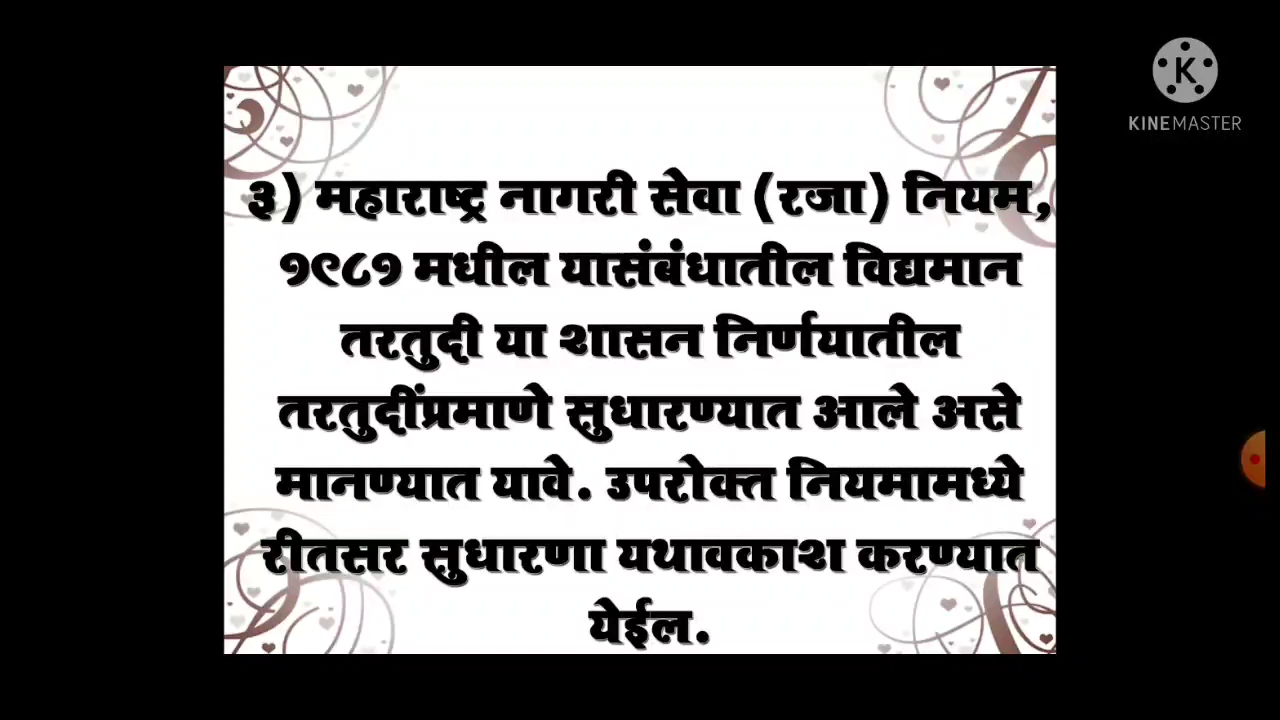 KINEMASTER
३) महाराष्ट्र नागरी सेवा (रजा) नियम,
१९८१ मधील यासंबंधातील विद्यमान
तरतुदी या शासन निर्णयातील
तरतुदींप्रमाणे सुधारण्यात आले असे
मानण्यात यावे. उपरोक्त नियमामध्ये
रीतसर सुधारणा यथावकाश करण्यात
येईल.